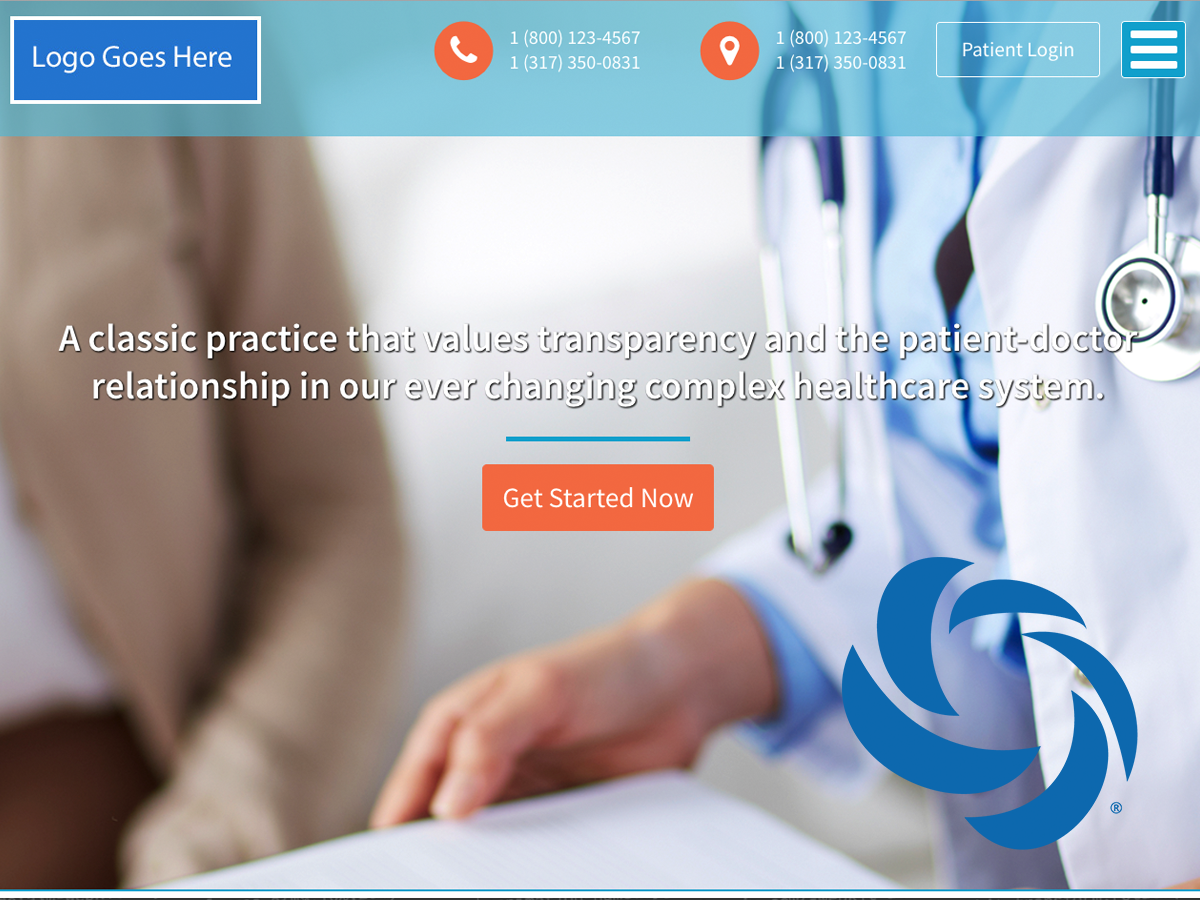 Logo Goes Here
1 (800) 123-4567
1 (317) 350-0831
1 (800) 123-4567
1 (317) 350-0831
Patient Login
A classic practice that values transparency and the patient-doctor
relationship in our ever changing complex healthcare system.
Get Started Now
®